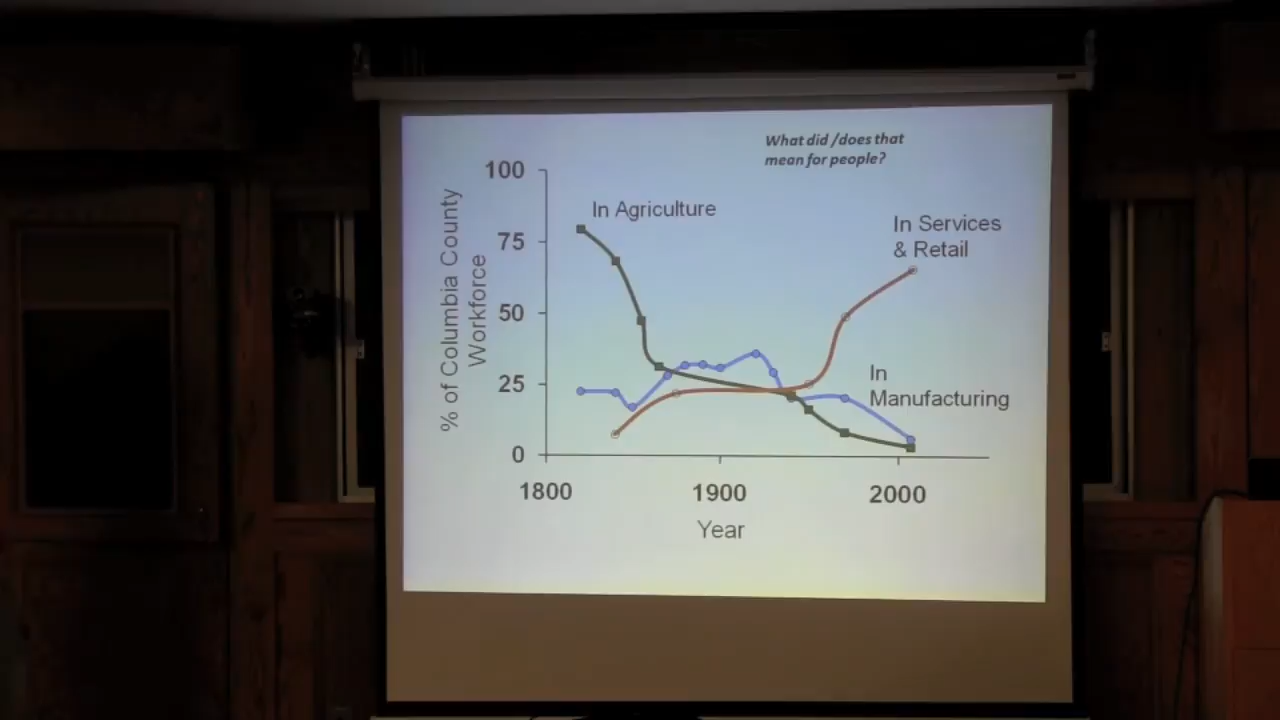 What did /does that
mean for people?
% of Columbia County
Workforce
100
75
50
25
0
In Agriculture
In Services
& Retail
In
Manufacturing
1800
1900
2000
Year